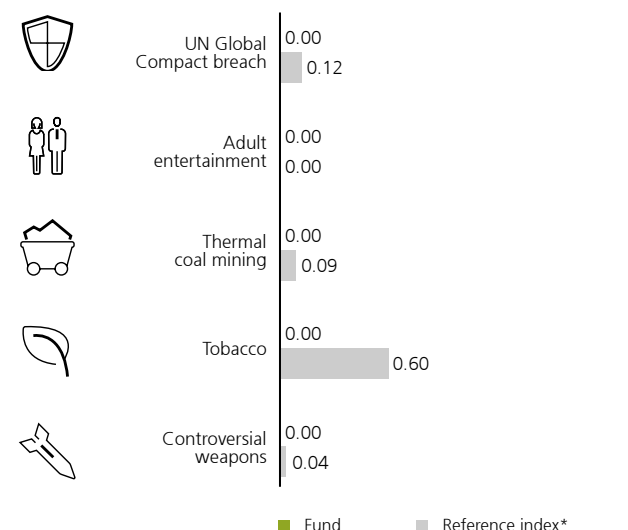 UN Global
Compact breach
0.00
0.12
Adult
entertainment
0.00
0.00
Thermal
coal mining
0.00
0.09
Tobacco
0.00
0.60
Controversial
weapons
0.00
0.04
Fund
Reference index*